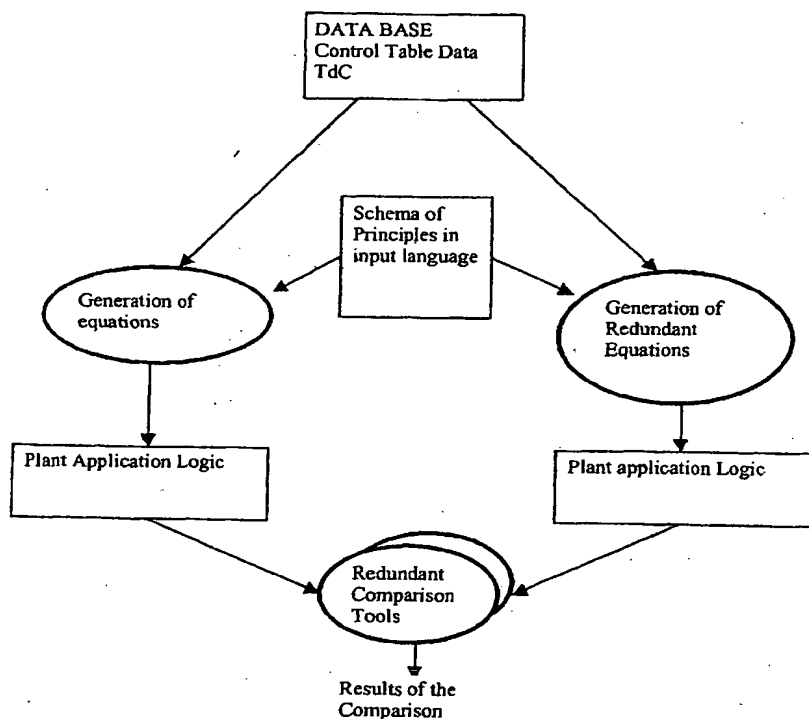 DATA BASE
Control Table Data
TdC
Schema of
Principles in
input language
Generation of
equations
Generation of
Redundant
Equations
Plant Application Logic
Plant application Logic
Redundant
Comparison
Tools
Results of the
Comparison